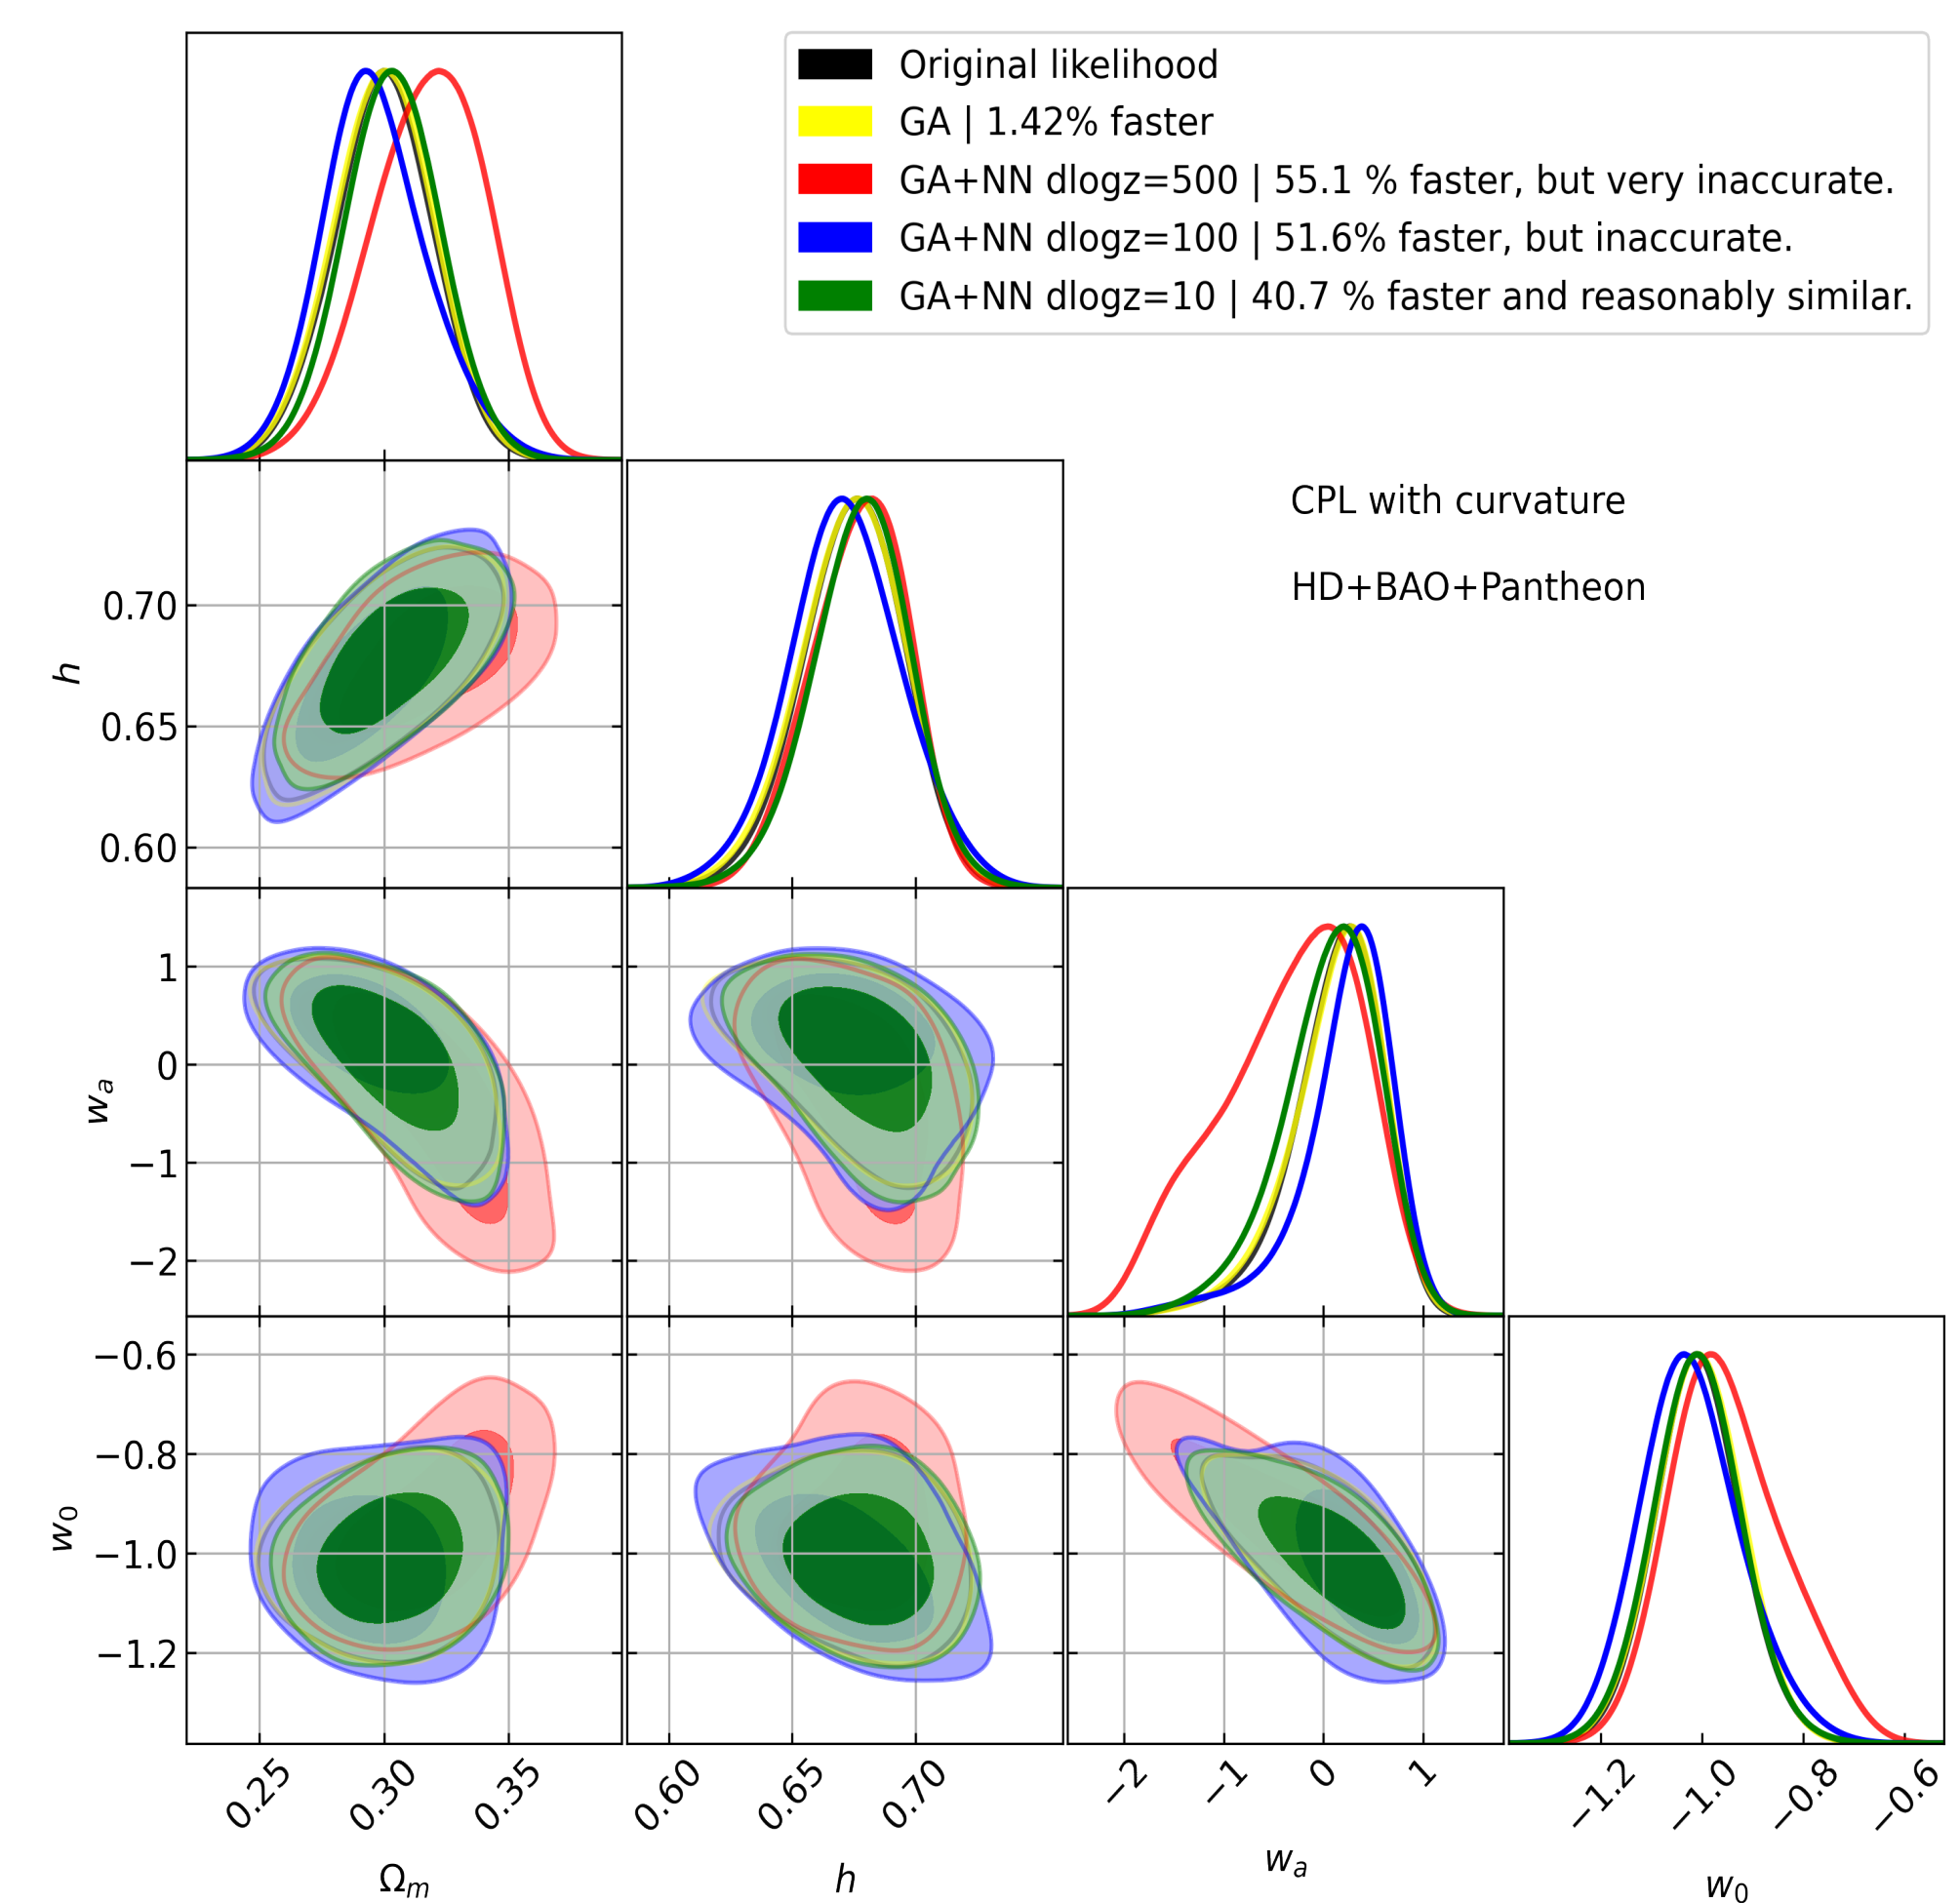 Original likelihood
GA | 1.42% faster
GA+NN dlogz=500 | 55.1 % faster, but very inaccurate.
GA+NN dlogz=100 | 51.6% faster, but inaccurate.
GA+NN dlogz=10 | 40.7 % faster and reasonably similar.
CPL with curvature
HD+BAO+Pantheon
h
0.70
0.65
0.60
wₐ
1
0
−1
−2
w₀
−0.6
−0.8
−1.0
−1.2
0.25 0.30 0.35
0.60 0.65 0.70
−2 −1 0 1
−1.2 −1.0 −0.8 −0.6
Ωₘ
h
wₐ
w₀